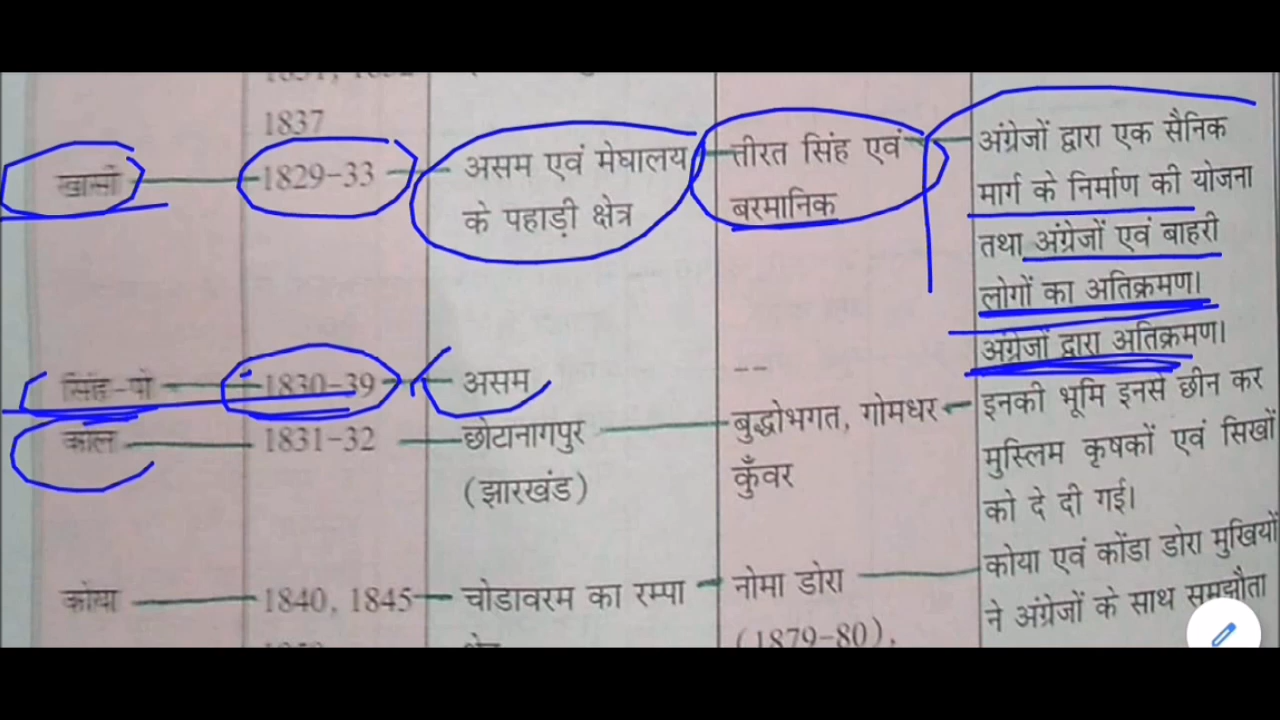 1837
खासी 1829-33 असम एवं मेघालय तीरत सिंह एवं अंग्रेजों द्वारा एक सैनिक
के पहाड़ी क्षेत्र बरमानिक मार्ग के निर्माण की योजना
तथा अंग्रेजों एवं बाहरी
लोगों का अतिक्रमण।
सिंह-पो 1830-39 असम -- अंग्रेजों द्वारा अतिक्रमण।
कोल 1831-32 छोटानागपुर बुद्धोभगत, गोमधर इनकी भूमि इनसे छीन कर
(झारखंड) कुँवर मुस्लिम कृषकों एवं सिखों
को दे दी गई।
कोया 1840, 1845 चोडावरम का रम्पा नोमा डोरा कोया एवं कोंडा डोरा मुखियों
(1879-80), ने अंग्रेजों के साथ समझौता